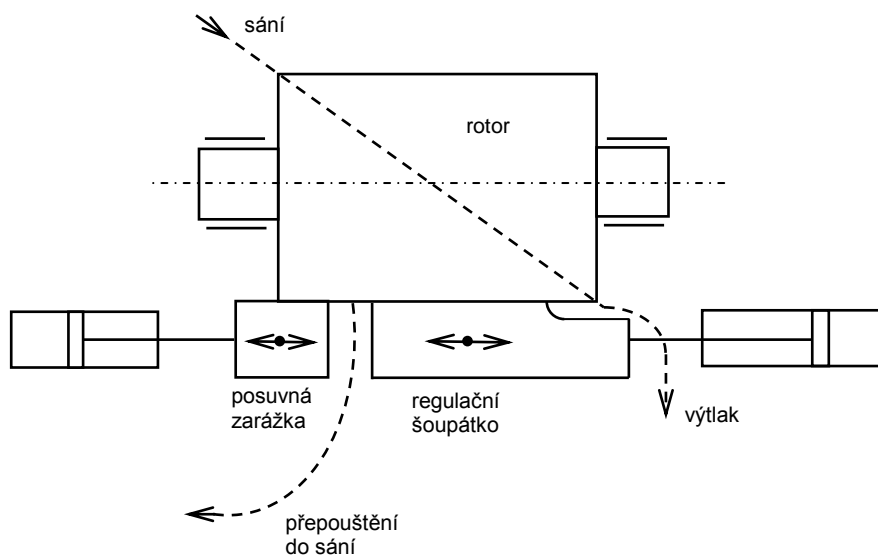 sání
rotor
posuvná
zarážka
regulační
šoupátko
výtlak
přepouštění
do sání